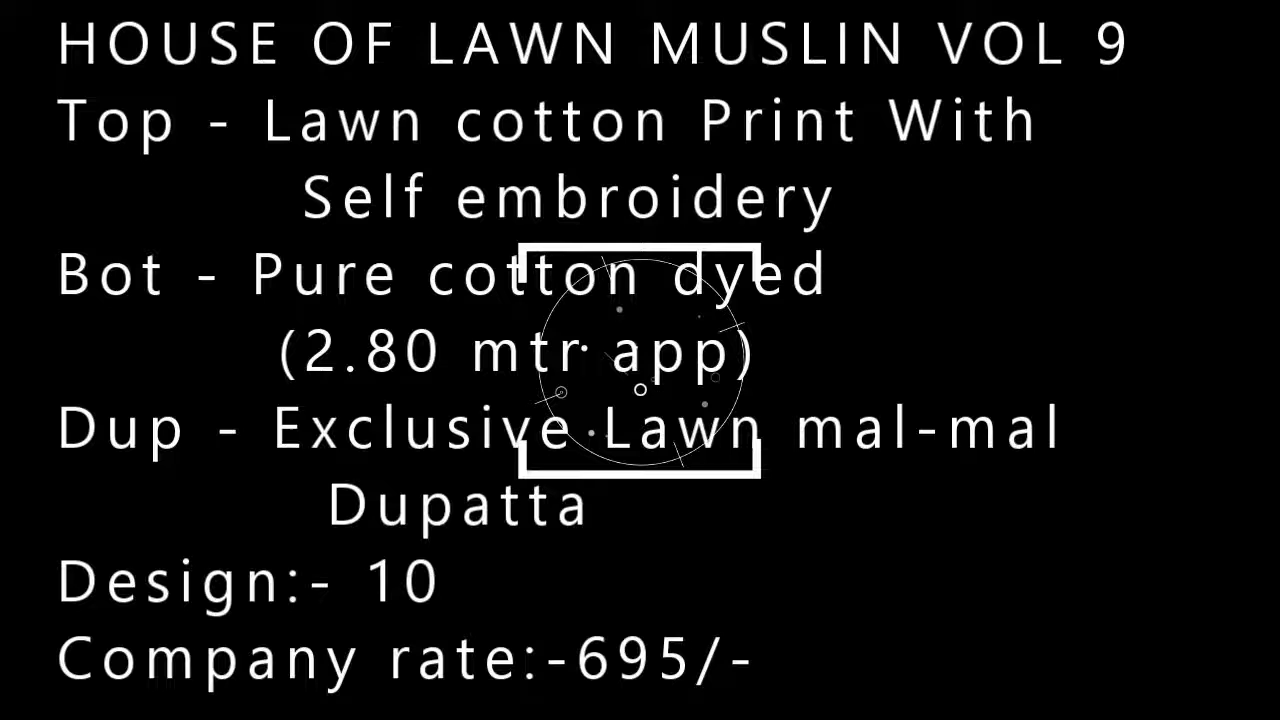 HOUSE OF LAWN MUSLIN VOL 9
Top - Lawn cotton Print With
Self embroidery
Bot - Pure cotton dyed
(2.80 mtr app)
Dup - Exclusive Lawn mal-mal
Dupatta
Design:- 10
Company rate:-695/-